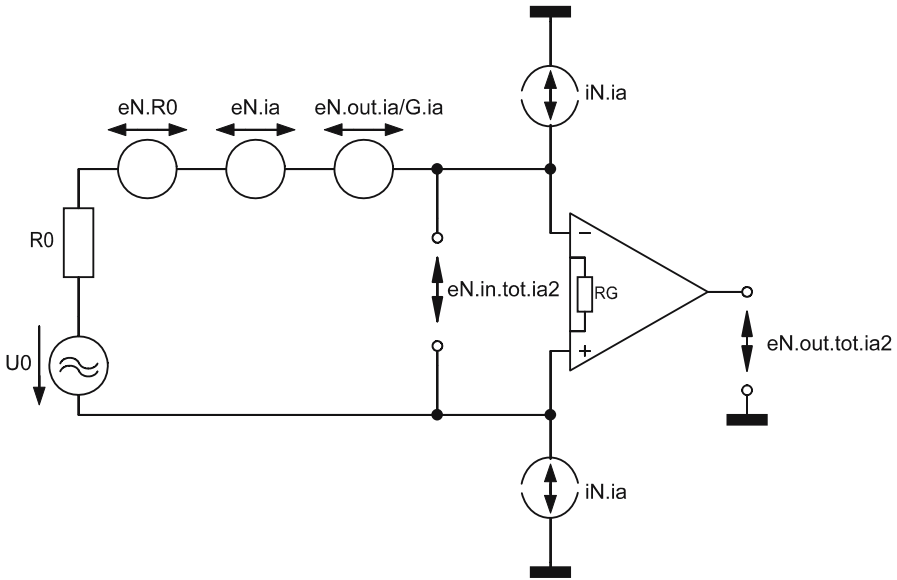 iN.ia
eN.R0
eN.ia
eN.out.ia/G.ia
R0
eN.in.tot.ia2
−
RG
+
eN.out.tot.ia2
U0
iN.ia